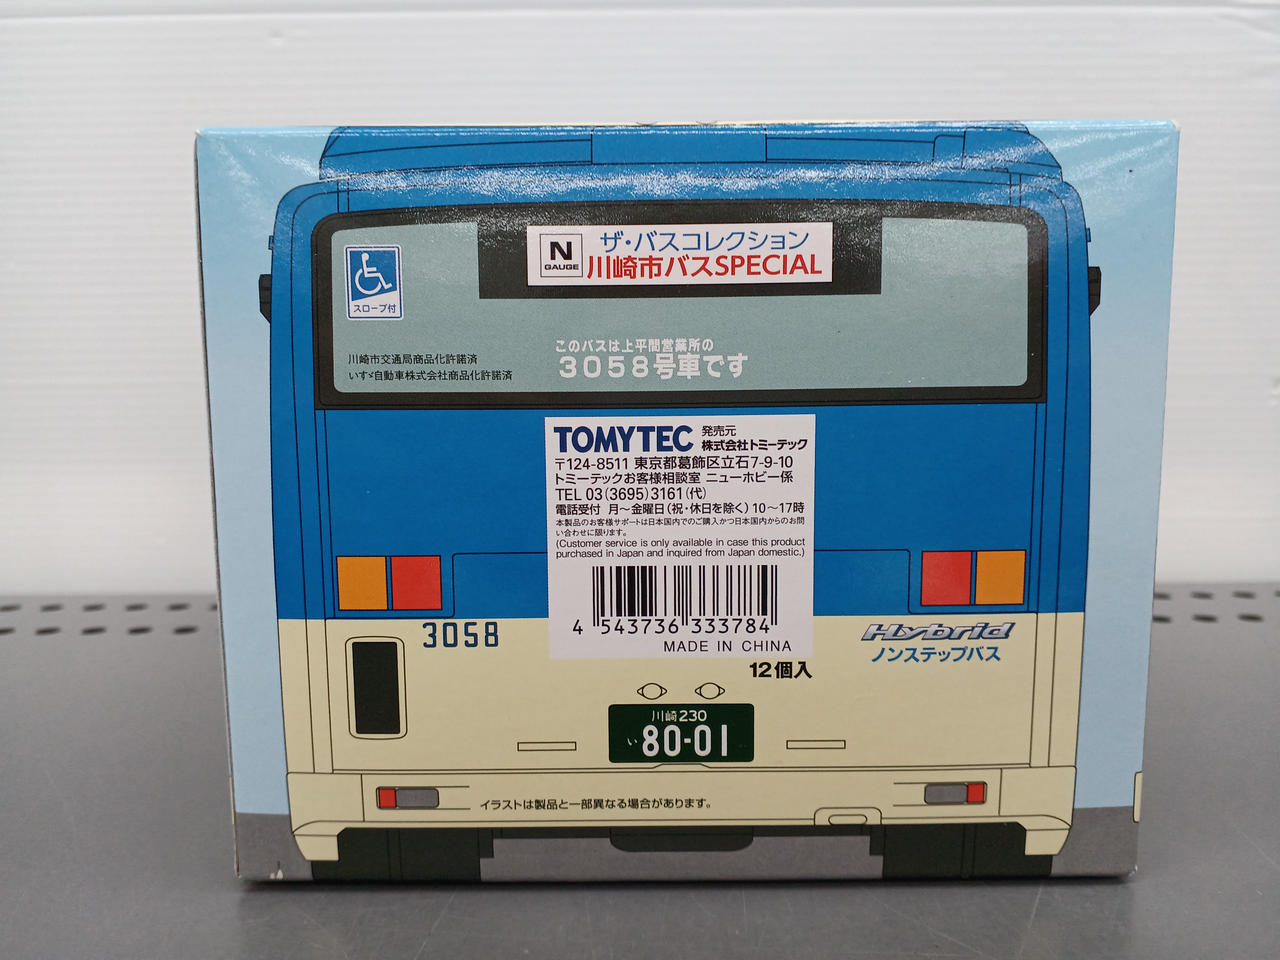 N
GAUGE
ザ・バスコレクション
川崎市バスSPECIAL
スロープ付
川崎市交通局商品化許諾済
いすゞ自動車株式会社商品化許諾済
このバスは上平間営業所の
3058号車です
TOMYTEC 発売元 株式会社トミーテック
〒124-8511 東京都葛飾区立石7-9-10
トミーテックお客様相談室 ニューホビー係
TEL 03(3695)3161(代)
電話受付 月～金曜日(祝・休日を除く)10～17時
本製品のお客様サポートは日本国内でのご購入かつ日本国内からのお問
い合わせに限ります。
(Customer service is only available in case this product
purchased in Japan and inquired from Japan domestic.)
4 543736 333784
MADE IN CHINA
12個入
3058
Hybrid
ノンステップバス
川崎 230
い 80-01
イラストは製品と一部異なる場合があります。